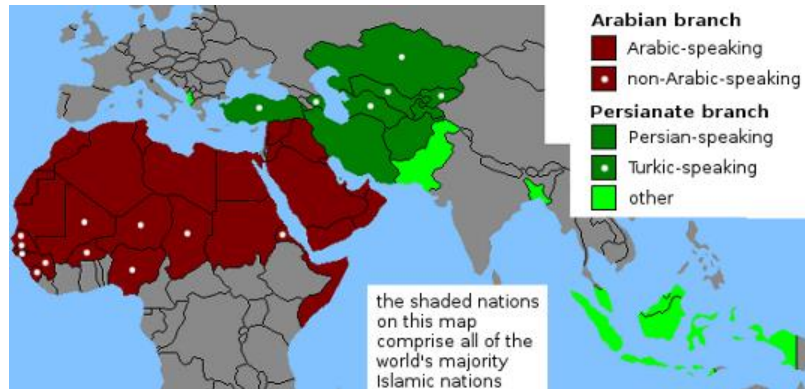 Arabian branch
Arabic-speaking
non-Arabic-speaking
Persianate branch
Persian-speaking
Turkic-speaking
other
the shaded nations
on this map
comprise all of the
world's majority
Islamic nations